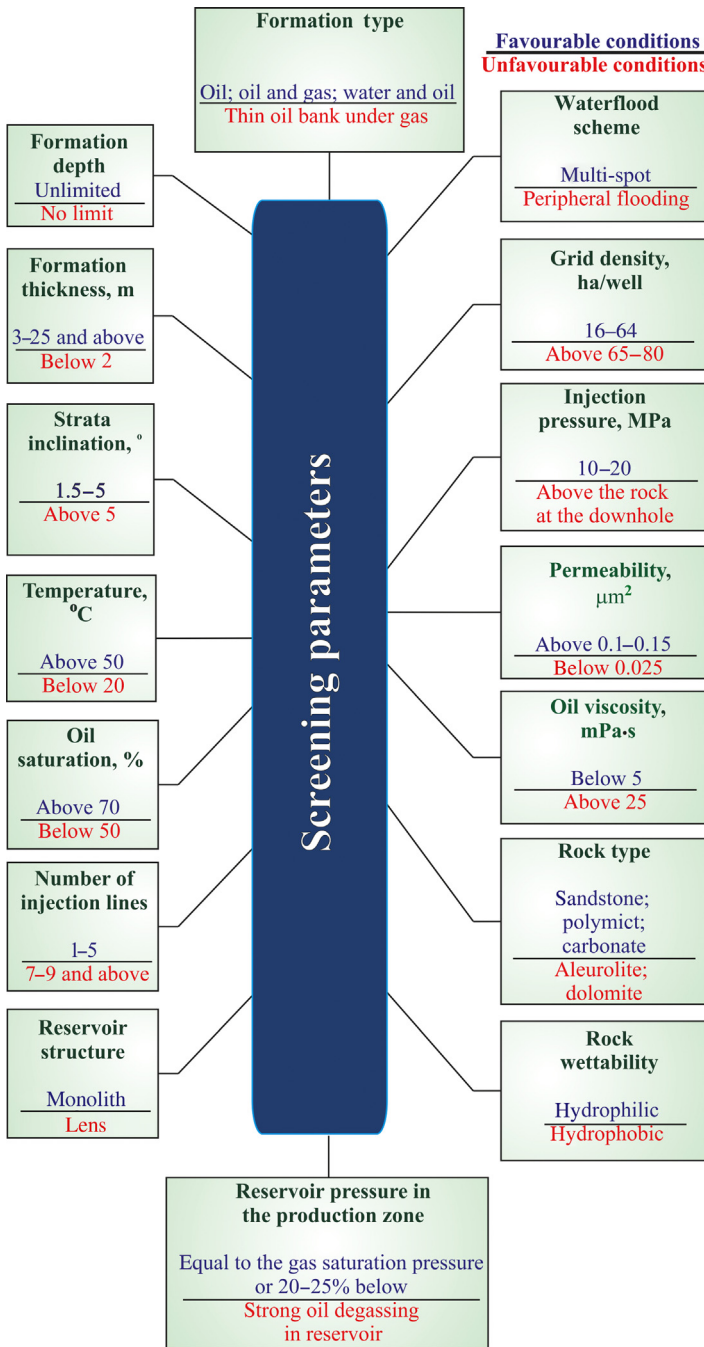 Formation type
Oil; oil and gas; water and oil
Thin oil bank under gas
Favourable conditions
Unfavourable conditions
Formation
depth
Unlimited
No limit
Formation
thickness, m
3–25 and above
Below 2
Strata
inclination, °
1.5–5
Above 5
Temperature,
°C
Above 50
Below 20
Oil
saturation, %
Above 70
Below 50
Number of
injection lines
1–5
7–9 and above
Reservoir
structure
Monolith
Lens
Screening parameters
Waterflood
scheme
Multi-spot
Peripheral flooding
Grid density,
ha/well
16–64
Above 65–80
Injection
pressure, MPa
10–20
Above the rock
at the downhole
Permeability,
μm²
Above 0.1–0.15
Below 0.025
Oil viscosity,
mPa·s
Below 5
Above 25
Rock type
Sandstone;
polymict;
carbonate
Aleurolite;
dolomite
Rock
wettability
Hydrophilic
Hydrophobic
Reservoir pressure in
the production zone
Equal to the gas saturation pressure
or 20–25% below
Strong oil degassing
in reservoir